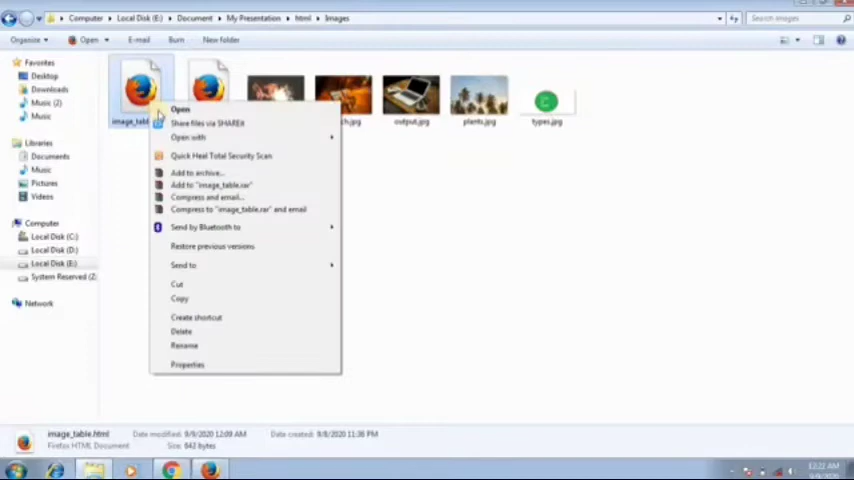 Computer ▸ Local Disk (E:) ▸ Document ▸ My Presentation ▸ html ▸ Images
Search Images
Organize ▾ Open ▾ E-mail Burn New folder
Favorites
Desktop
Downloads
Music (2)
Music
Libraries
Documents
Music
Pictures
Videos
Computer
Local Disk (C:)
Local Disk (D:)
Local Disk (E:)
System Reserved (Z
Network
output.jpg
plants.jpg
types.jpg
Open
Share files via SHAREit
Open with
Quick Heal Total Security Scan
Add to archive...
Add to "image_table.rar"
Compress and email...
Compress to "image_table.rar" and email
Send by Bluetooth to
Restore previous versions
Send to
Cut
Copy
Create shortcut
Delete
Rename
Properties
image_table.html Date modified: 9/9/2020 12:09 AM Date created: 9/8/2020 11:36 PM
Firefox HTML Document Size: 642 bytes
12:22 AM